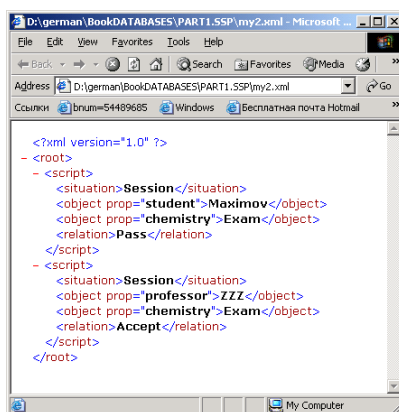 D:\german\BookDATABASES\PART1.SSP\my2.xml - Microsoft ...
File Edit View Favorites Tools Help
Back Search Favorites Media »
Address D:\german\BookDATABASES\PART1.SSP\my2.xml Go
Ссылки bnum=54489685 Windows Бесплатная почта Hotmail »
<?xml version="1.0" ?>
- <root>
- <script>
<situation>Session</situation>
<object prop="student">Maximov</object>
<object prop="chemistry">Exam</object>
<relation>Pass</relation>
</script>
- <script>
<situation>Session</situation>
<object prop="professor">ZZZ</object>
<object prop="chemistry">Exam</object>
<relation>Accept</relation>
</script>
</root>
My Computer